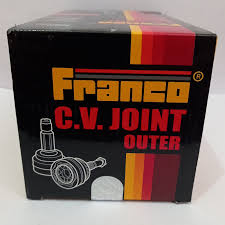 Franco®
C.V. JOINT
OUTER